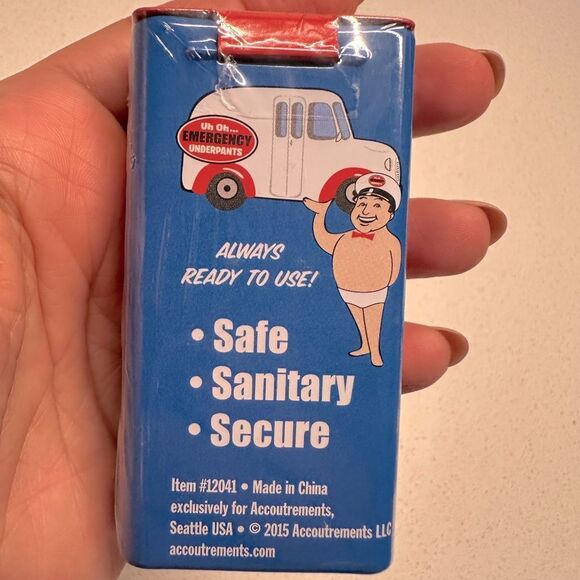 Uh Oh...
EMERGENCY
UNDERPANTS
ALWAYS
READY TO USE!
• Safe
• Sanitary
• Secure
Item #12041 • Made in China
exclusively for Accoutrements,
Seattle USA • © 2015 Accoutrements LLC
accoutrements.com